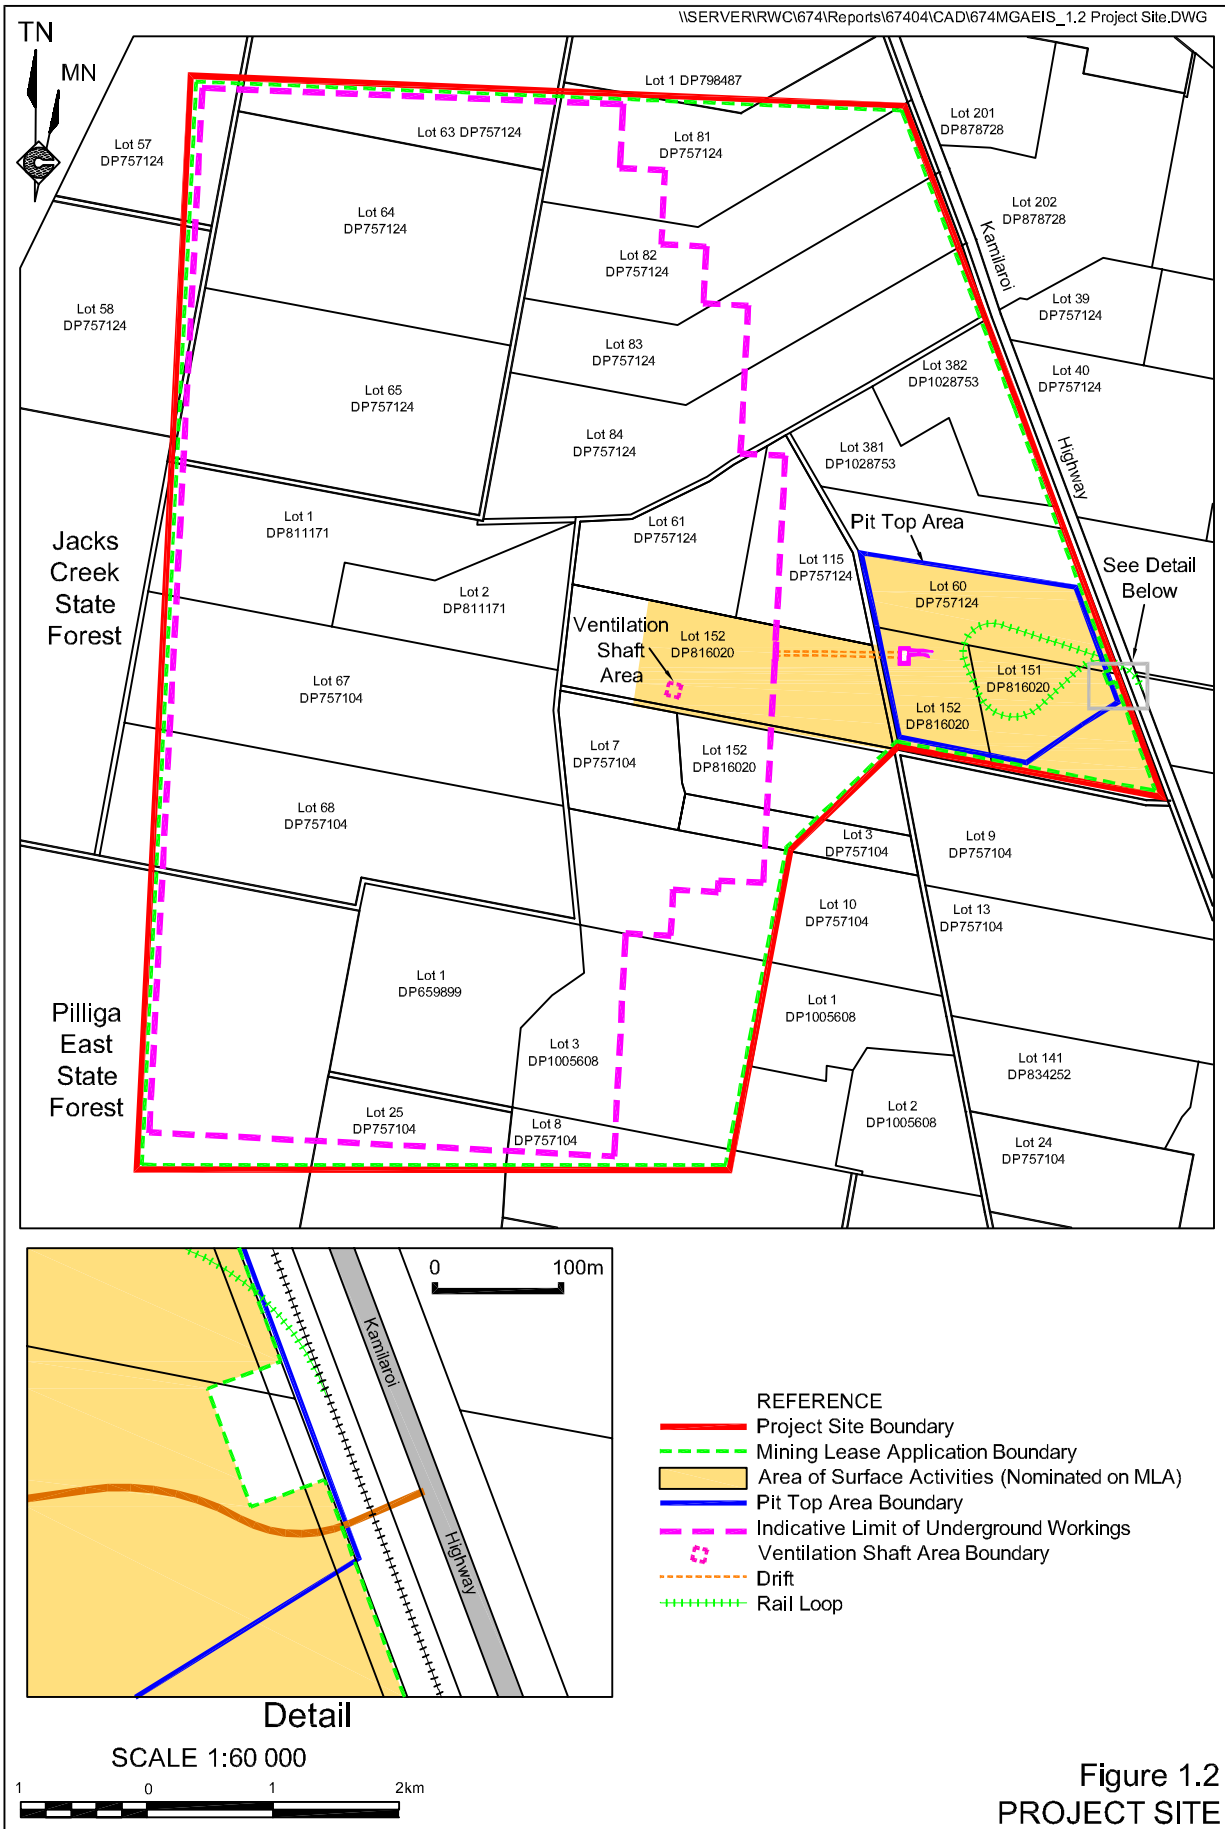 \\SERVER\RWC\674\Reports\67404\CAD\674MGAEIS_1.2 Project Site.DWG
TN
MN
Lot 1 DP798487
Lot 57
DP757124
Lot 63 DP757124
Lot 81
DP757124
Lot 201
DP878728
Lot 64
DP757124
Lot 202
DP878728
Lot 82
DP757124
Kamilaroi
Lot 58
DP757124
Lot 39
DP757124
Lot 83
DP757124
Lot 382
DP1028753
Lot 40
DP757124
Lot 65
DP757124
Lot 84
DP757124
Lot 381
DP1028753
Highway
Lot 1
DP811171
Lot 61
DP757124
Pit Top Area
Jacks
Creek
State
Forest
Lot 115
DP757124
See Detail
Below
Lot 2
DP811171
Lot 60
DP757124
Ventilation
Shaft
Area
Lot 152
DP816020
Lot 67
DP757104
Lot 151
DP816020
Lot 152
DP816020
Lot 7
DP757104
Lot 152
DP816020
Lot 68
DP757104
Lot 3
DP757104
Lot 9
DP757104
Lot 10
DP757104
Lot 13
DP757104
Lot 1
DP659899
Lot 1
DP1005608
Pilliga
East
State
Forest
Lot 3
DP1005608
Lot 141
DP834252
Lot 25
DP757104
Lot 8
DP757104
Lot 2
DP1005608
Lot 24
DP757104
0 100m
Kamilaroi
Highway
Detail
REFERENCE
Project Site Boundary
Mining Lease Application Boundary
Area of Surface Activities (Nominated on MLA)
Pit Top Area Boundary
Indicative Limit of Underground Workings
Ventilation Shaft Area Boundary
Drift
Rail Loop
SCALE 1:60 000
1 0 1 2km
Figure 1.2
PROJECT SITE